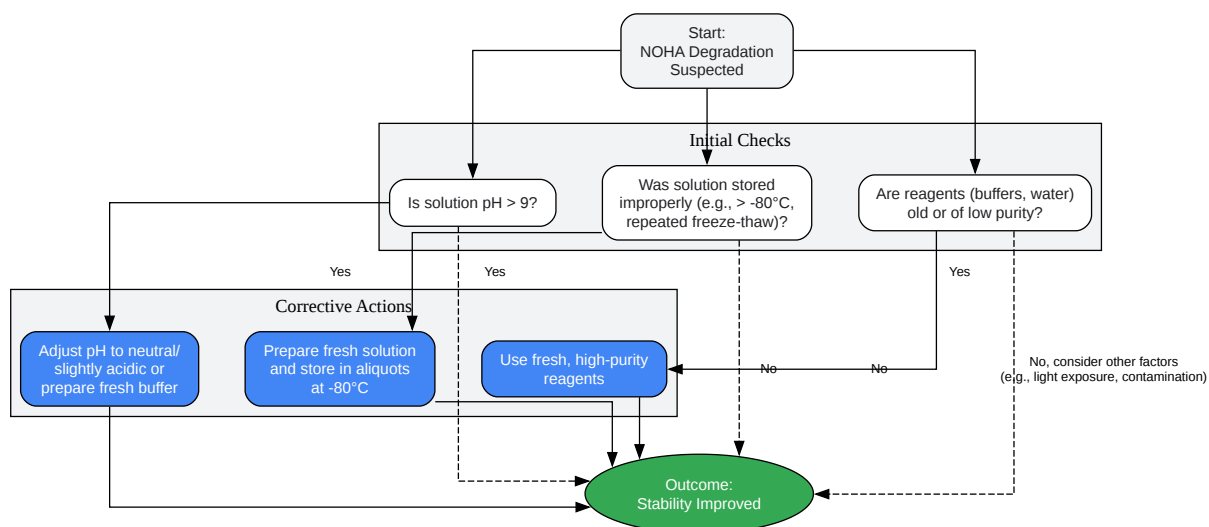 Start:
NOHA Degradation
Suspected
Initial Checks
Is solution pH > 9?
Was solution stored
improperly (e.g., > -80°C,
repeated freeze-thaw)?
Are reagents (buffers, water)
old or of low purity?
Yes
Yes
Yes
Corrective Actions
Adjust pH to neutral/
slightly acidic or
prepare fresh buffer
Prepare fresh solution
and store in aliquots
at -80°C
Use fresh, high-purity
reagents
No
No
No, consider other factors
(e.g., light exposure, contamination)
Outcome:
Stability Improved